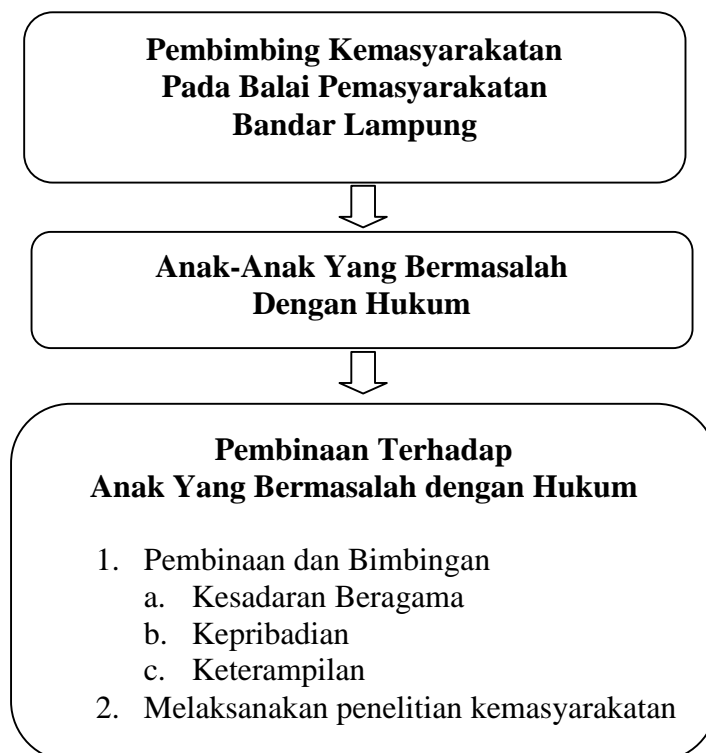 Pembimbing Kemasyarakatan
Pada Balai Pemasyarakatan
Bandar Lampung
Anak-Anak Yang Bermasalah
Dengan Hukum
Pembinaan Terhadap
Anak Yang Bermasalah dengan Hukum
1. Pembinaan dan Bimbingan
a. Kesadaran Beragama
b. Kepribadian
c. Keterampilan
2. Melaksanakan penelitian kemasyarakatan